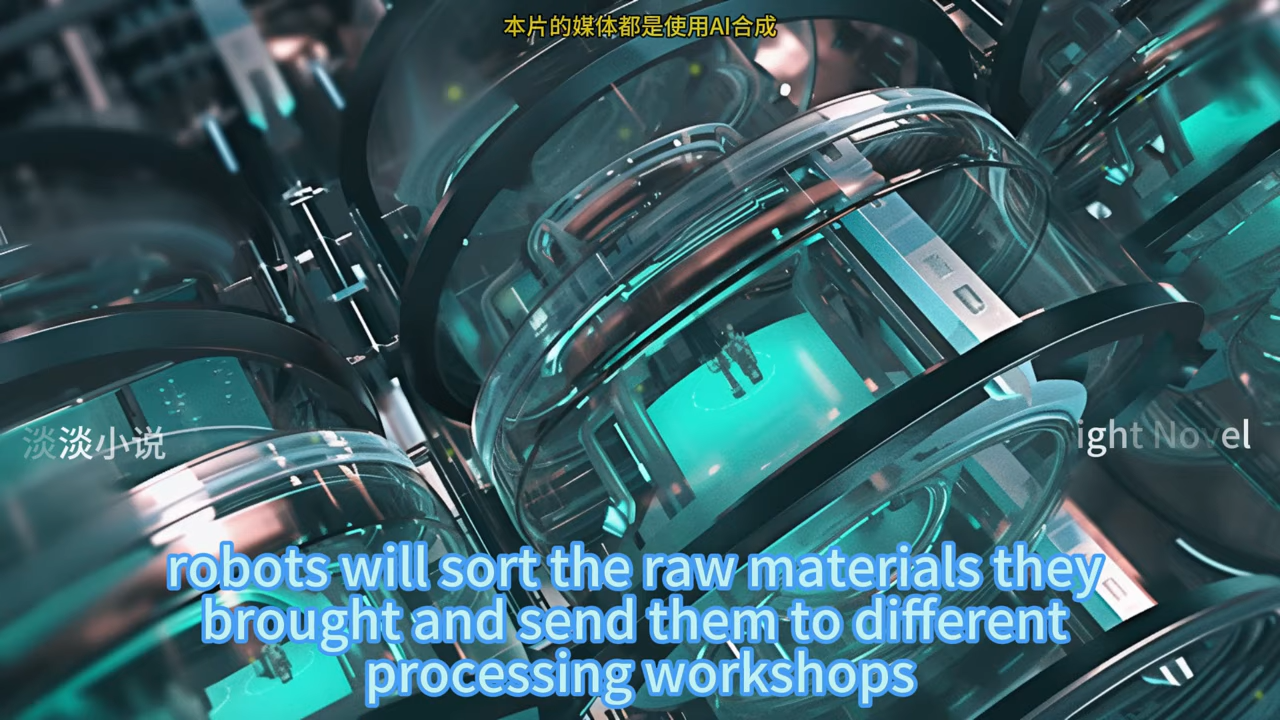 本片的媒体都是使用AI合成
淡淡小说
ight Novel
robots will sort the raw materials they
brought and send them to different
processing workshops